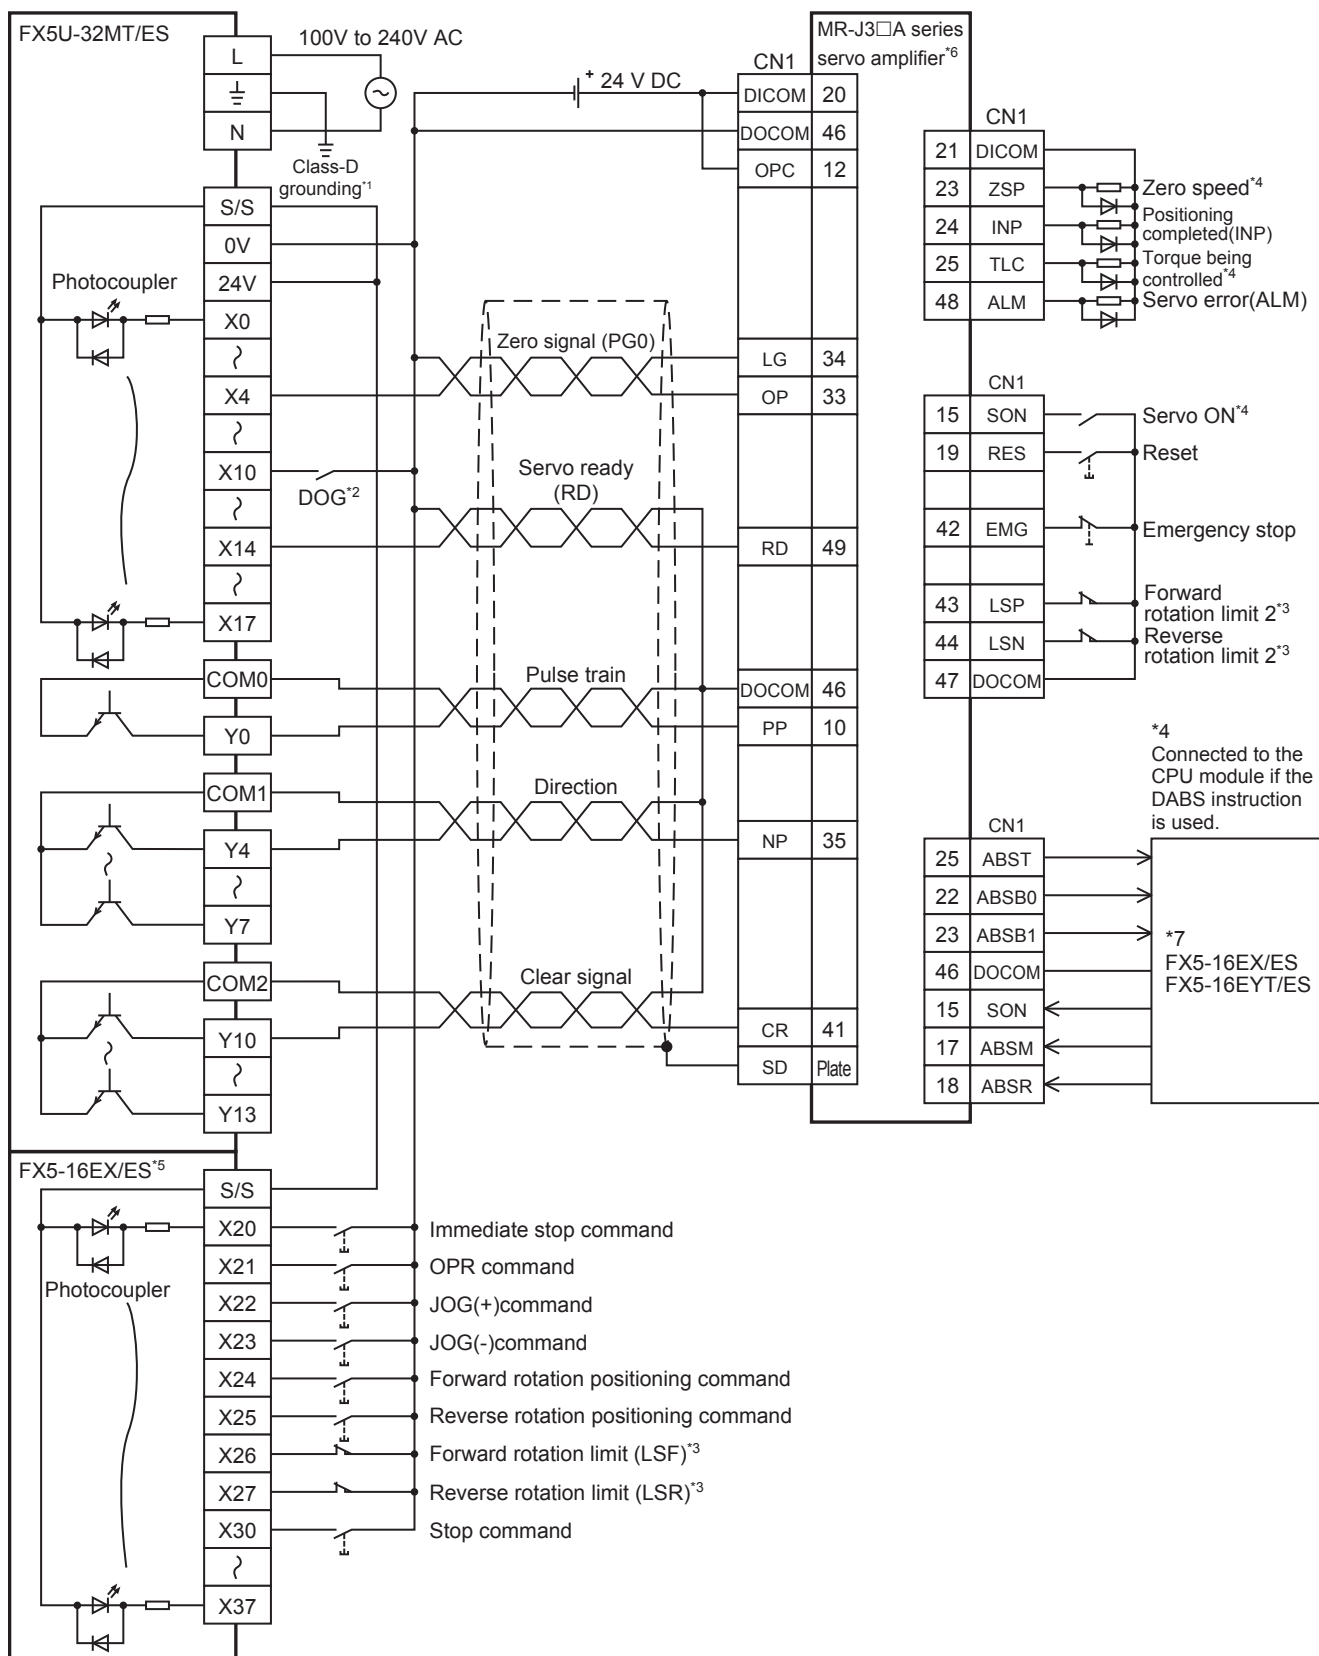 FX5U-32MT/ES
L
N
100V to 240V AC
Class-D
grounding*1
S/S
0V
24V
X0
X4
X10
X14
X17
Photocoupler
DOG*2
COM0
Y0
COM1
Y4
Y7
COM2
Y10
Y13
+ 24 V DC
Zero signal (PG0)
Servo ready
(RD)
Pulse train
Direction
Clear signal
MR-J3□A series
servo amplifier*6
CN1
DICOM 20
DOCOM 46
OPC 12
LG 34
OP 33
RD 49
DOCOM 46
PP 10
NP 35
CR 41
SD Plate
CN1
21 DICOM
23 ZSP Zero speed*4
24 INP Positioning
completed(INP)
25 TLC Torque being
controlled*4
48 ALM Servo error(ALM)
CN1
15 SON Servo ON*4
19 RES Reset
42 EMG Emergency stop
43 LSP Forward
rotation limit 2*3
44 LSN Reverse
rotation limit 2*3
47 DOCOM
*4
Connected to the
CPU module if the
DABS instruction
is used.
CN1
25 ABST
22 ABSB0
23 ABSB1
46 DOCOM
15 SON
17 ABSM
18 ABSR
*7
FX5-16EX/ES
FX5-16EYT/ES
FX5-16EX/ES*5
S/S
Photocoupler
X20 Immediate stop command
X21 OPR command
X22 JOG(+)command
X23 JOG(-)command
X24 Forward rotation positioning command
X25 Reverse rotation positioning command
X26 Forward rotation limit (LSF)*3
X27 Reverse rotation limit (LSR)*3
X30 Stop command
X37